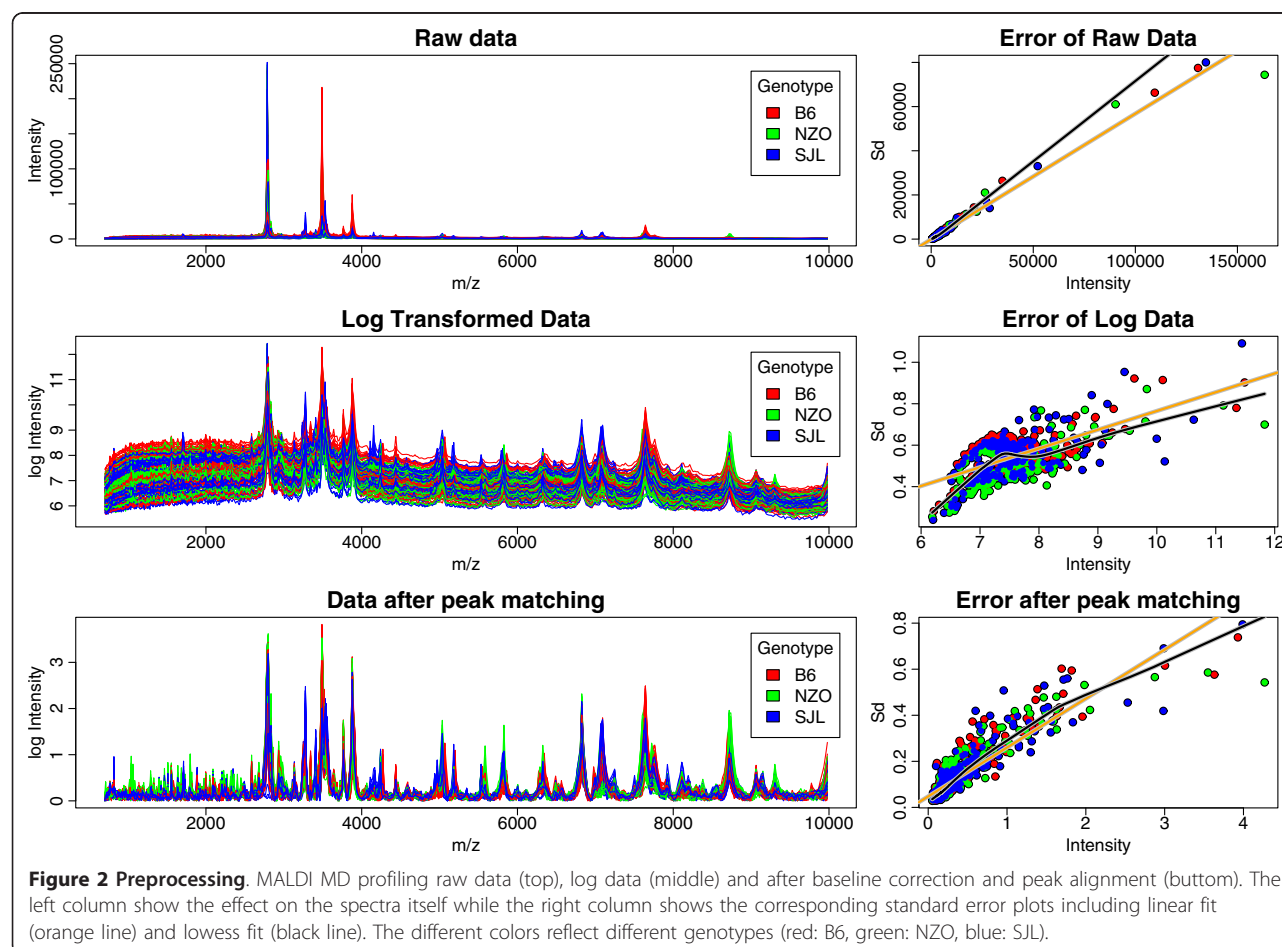 Raw data
250000
100000
0
Intensity
Genotype
B6
NZO
SJL
2000 4000 6000 8000 10000
m/z
Error of Raw Data
60000
20000
0
Sd
0 50000 100000 150000
Intensity
Log Transformed Data
11
9
8
7
6
log Intensity
Genotype
B6
NZO
SJL
2000 4000 6000 8000 10000
m/z
Error of Log Data
1.0
0.8
0.6
0.4
Sd
6 7 8 9 10 11 12
Intensity
Data after peak matching
3
2
1
0
log Intensity
Genotype
B6
NZO
SJL
2000 4000 6000 8000 10000
m/z
Error after peak matching
0.8
0.6
0.4
0.2
0.0
Sd
0 1 2 3 4
Intensity
Figure 2 Preprocessing. MALDI MD profiling raw data (top), log data (middle) and after baseline correction and peak alignment (buttom). The
left column show the effect on the spectra itself while the right column shows the corresponding standard error plots including linear fit
(orange line) and lowess fit (black line). The different colors reflect different genotypes (red: B6, green: NZO, blue: SJL).